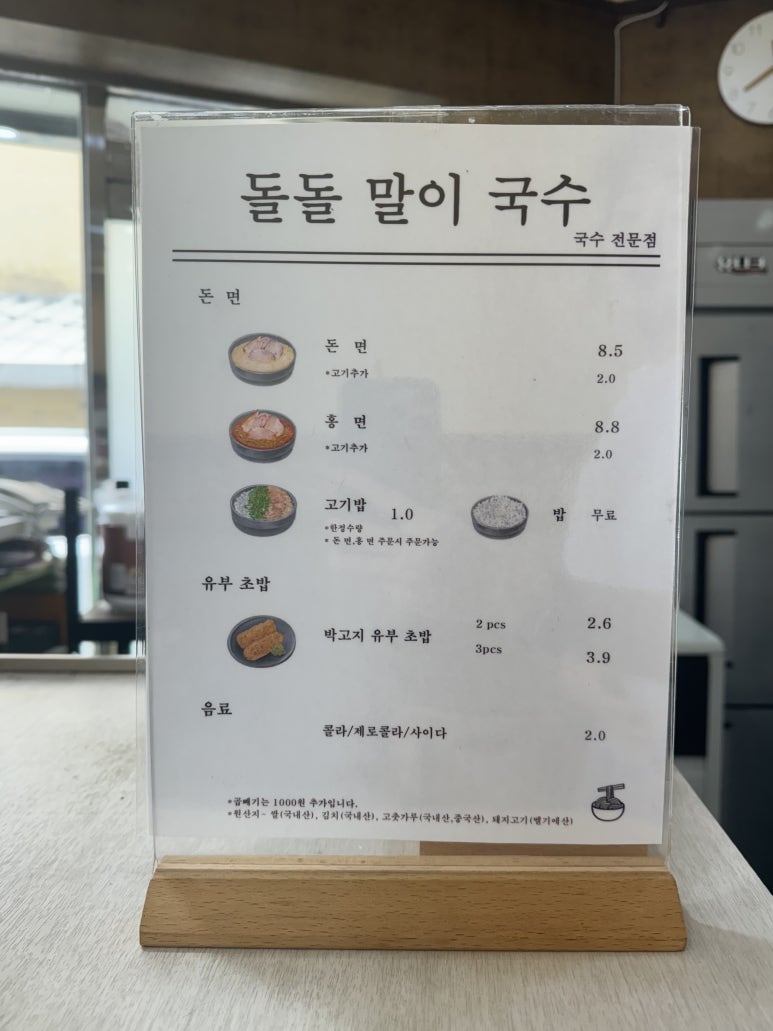 돌돌 말이 국수
국수 전문점
돈 면
돈 면 8.5
*고기추가 2.0
홍 면 8.8
*고기추가 2.0
고기밥 1.0 밥 무료
*한정수량
* 돈 면,홍 면 주문시 주문가능
유부 초밥
박고지 유부 초밥 2 pcs 2.6
3pcs 3.9
음료
콜라/제로콜라/사이다 2.0
*곱빼기는 1000원 추가입니다.
*원산지- 쌀(국내산), 김치(국내산), 고춧가루(국내산,중국산), 돼지고기(벨기에산)